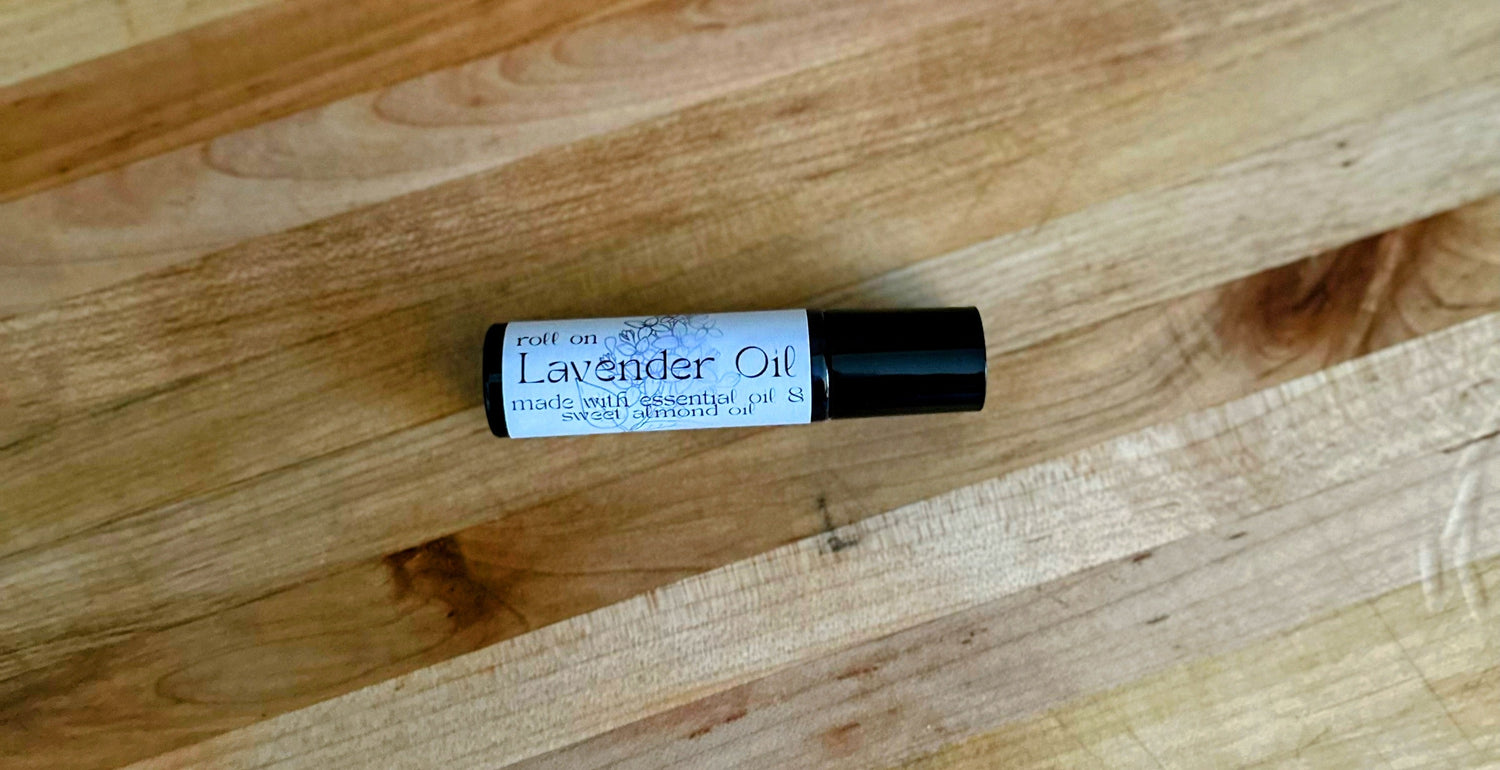 roll on
Lavender Oil
made with essential oil &
sweet almond oil